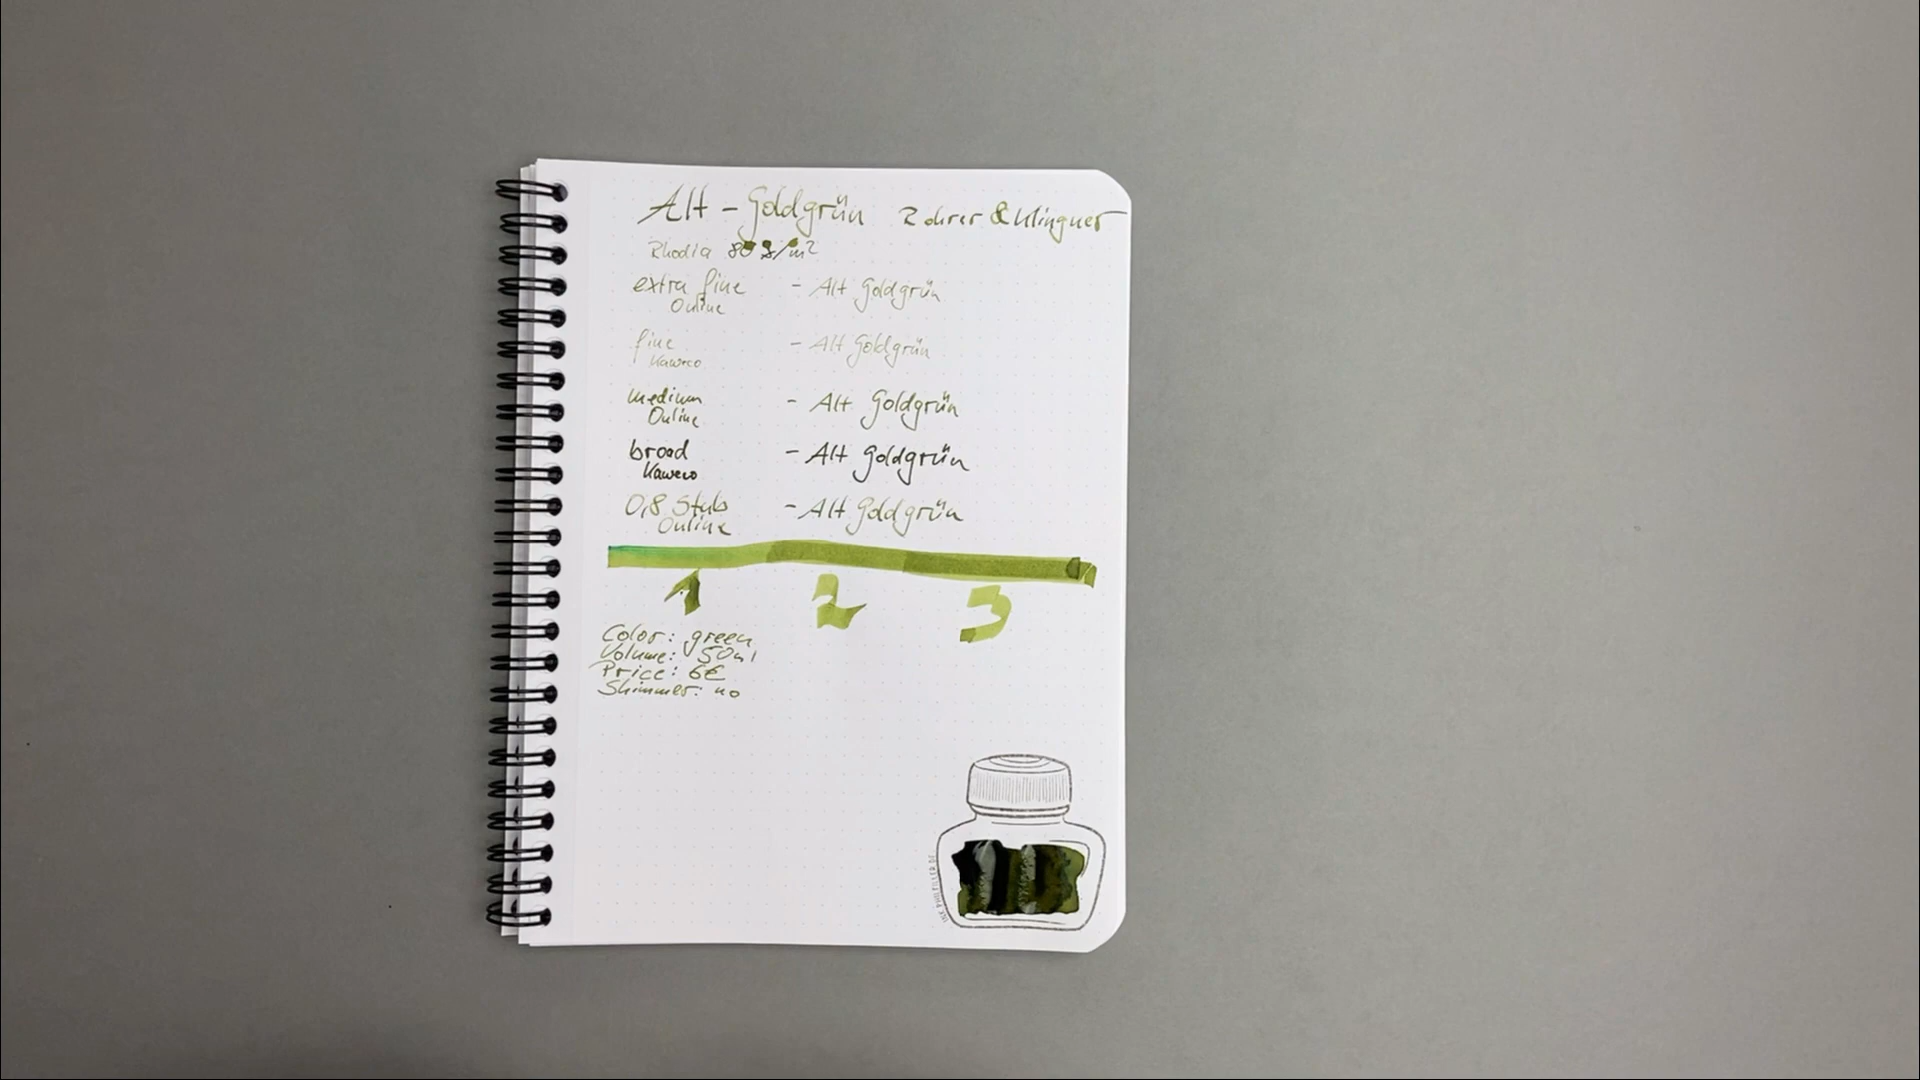 Alt - Goldgrün Rohrer & Klingner
Rhodia 80 g/m²
extra fine - Alt Goldgrün
Online
fine - Alt Goldgrün
Kaweco
medium - Alt Goldgrün
Online
broad - Alt Goldgrün
Kaweco
0,8 Stub - Alt Goldgrün
Online
1 2 3
Color: green
Volume: 50ml
Price: 6€
Shimmer: no